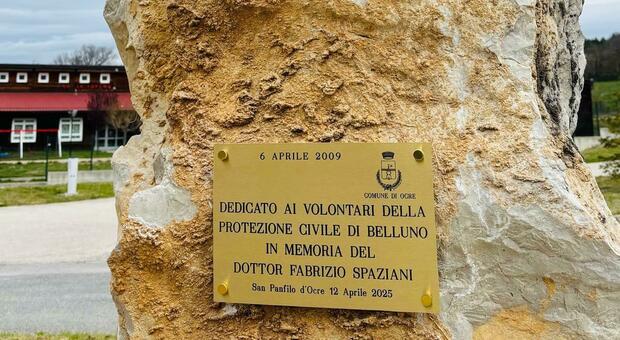 6 APRILE 2009
COMUNE DI OCRE
DEDICATO AI VOLONTARI DELLA
PROTEZIONE CIVILE DI BELLUNO
IN MEMORIA DEL
DOTTOR FABRIZIO SPAZIANI
San Panfilo d'Ocre 12 Aprile 2025